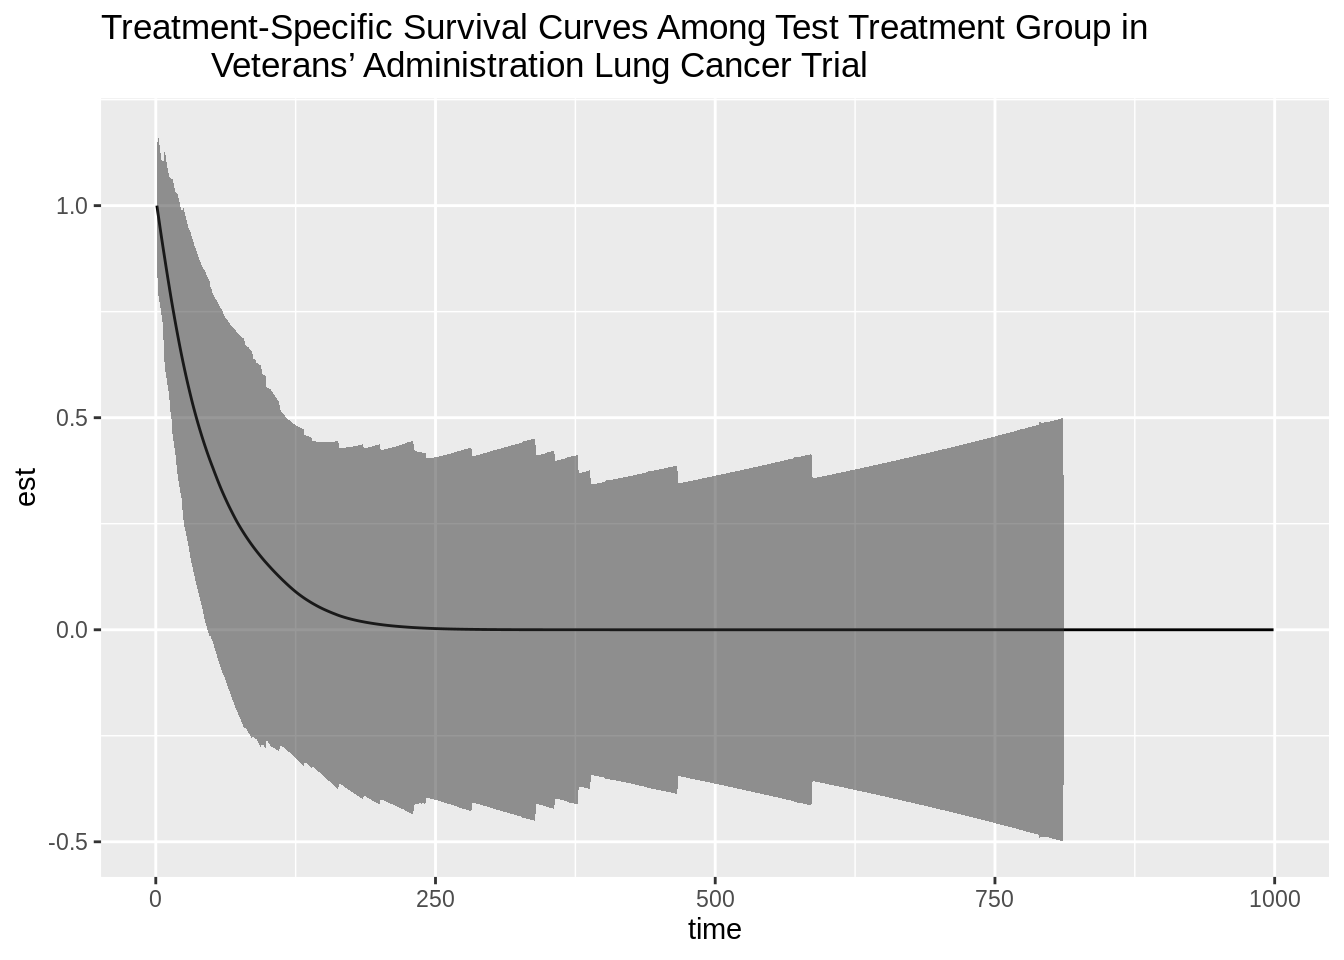 Treatment-Specific Survival Curves Among Test Treatment Group in
Veterans’ Administration Lung Cancer Trial
1.0
0.5
0.0
-0.5
est
0 250 500 750 1000
time